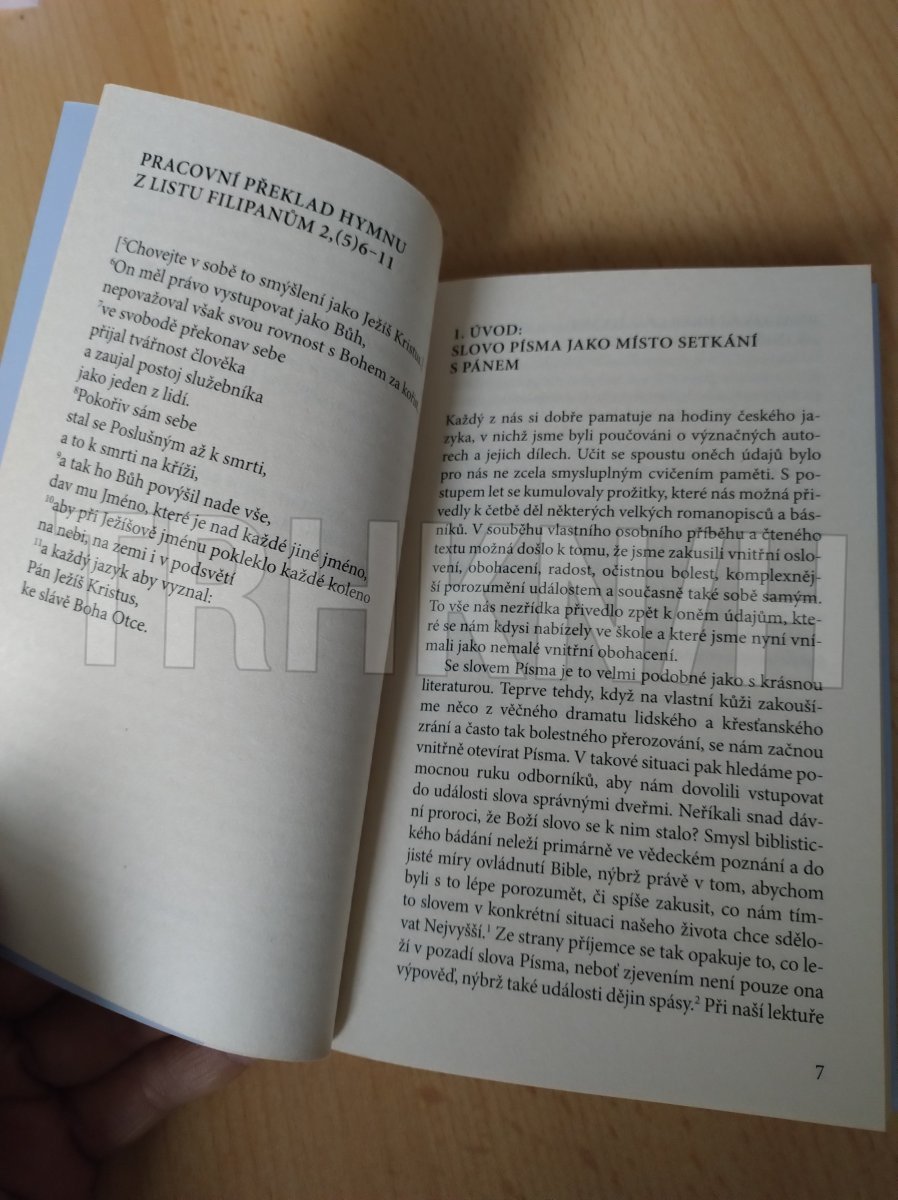 PRACOVNÍ PŘEKLAD HYMNU
Z LISTU FILIPANŮM 2,(5)6–11
[⁵Chovejte v sobě to smýšlení jako Ježíš Kristus.]
⁶On měl právo vystupovat jako Bůh,
nepovažoval však svou rovnost s Bohem za kořist,
⁷ve svobodě překonav sebe
přijal tvářnost člověka
a zaujal postoj služebníka
jako jeden z lidí.
⁸Pokořiv sám sebe
stal se Poslušným až k smrti,
a to k smrti na kříži,
⁹a tak ho Bůh povýšil nade vše,
dav mu Jméno, které je nad každé jiné jméno,
¹⁰aby při Ježíšově jménu pokleklo každé koleno
na nebi, na zemi i v podsvětí
¹¹a každý jazyk aby vyznal:
Pán Ježíš Kristus,
ke slávě Boha Otce.
1. ÚVOD:
SLOVO PÍSMA JAKO MÍSTO SETKÁNÍ
S PÁNEM
Každý z nás si dobře pamatuje na hodiny českého ja-
zyka, v nichž jsme byli poučováni o význačných auto-
rech a jejich dílech. Učit se spoustu oněch údajů bylo
pro nás ne zcela smysluplným cvičením paměti. S po-
stupem let se kumulovaly prožitky, které nás možná při-
vedly k četbě děl některých velkých romanopisců a bás-
níků. V souběhu vlastního osobního příběhu a čteného
textu možná došlo k tomu, že jsme zakusili vnitřní oslo-
vení, obohacení, radost, očistnou bolest, komplexněj-
ší porozumění událostem a současně také sobě samým.
To vše nás nezřídka přivedlo zpět k oněm údajům, kte-
ré se nám kdysi nabízely ve škole a které jsme nyní vní-
mali jako nemalé vnitřní obohacení.
Se slovem Písma je to velmi podobné jako s krásnou
literaturou. Teprve tehdy, když na vlastní kůži zakouší-
me něco z věčného dramatu lidského a křesťanského
zrání a často tak bolestného přerozování, se nám začnou
vnitřně otevírat Písma. V takové situaci pak hledáme po-
mocnou ruku odborníků, aby nám dovolili vstupovat
do události slova správnými dveřmi. Neříkali snad dáv-
ní proroci, že Boží slovo se k nim stalo? Smysl biblistic-
kého bádání neleží primárně ve vědeckém poznání a do
jisté míry ovládnutí Bible, nýbrž právě v tom, abychom
byli s to lépe porozumět, či spíše zakusit, co nám tím-
to slovem v konkrétní situaci našeho života chce sdělo-
vat Nejvyšší.¹ Ze strany příjemce se tak opakuje to, co le-
ží v pozadí slova Písma, neboť zjevením není pouze ona
výpověď, nýbrž také události dějin spásy.² Při naší lektuře
7
TRHKNIH